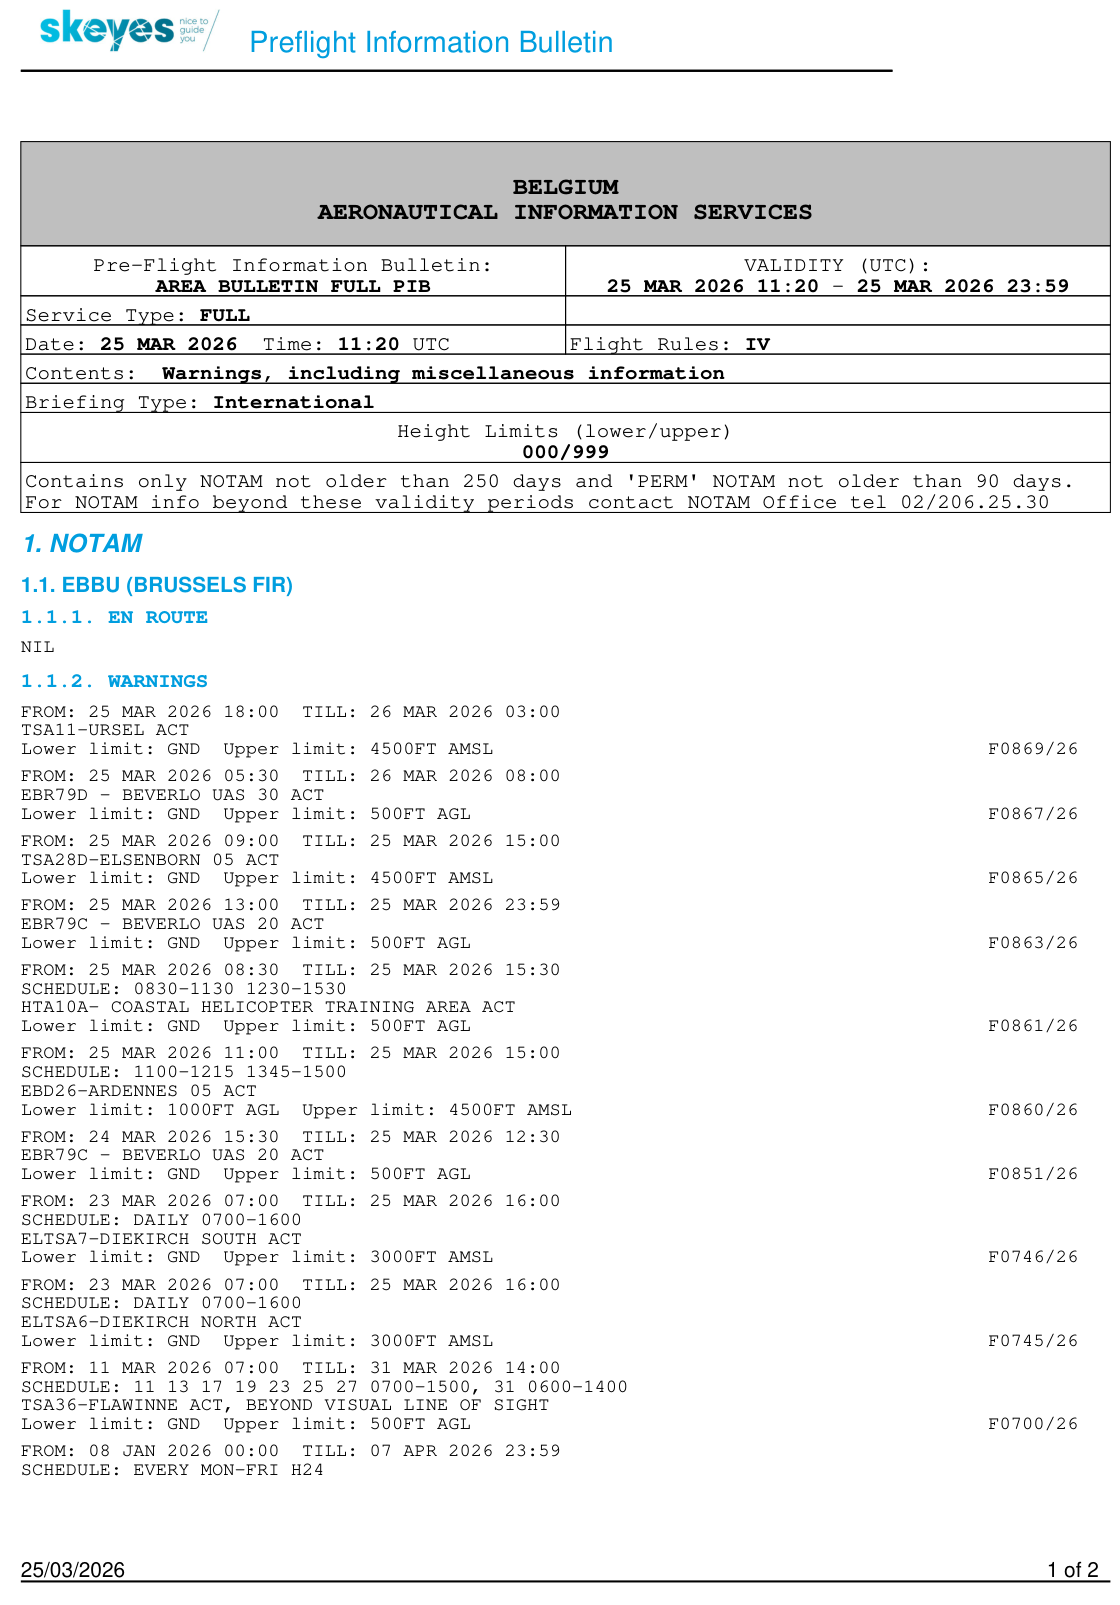 skeyes nice to guide you
Preflight Information Bulletin
BELGIUM
AERONAUTICAL INFORMATION SERVICES
Pre-Flight Information Bulletin:
AREA BULLETIN FULL PIB
VALIDITY (UTC):
25 MAR 2026 11:20 - 25 MAR 2026 23:59
Service Type: FULL
Date: 25 MAR 2026  Time: 11:20 UTC
Flight Rules: IV
Contents:  Warnings, including miscellaneous information
Briefing Type: International
Height Limits (lower/upper)
000/999
Contains only NOTAM not older than 250 days and 'PERM' NOTAM not older than 90 days.
For NOTAM info beyond these validity periods contact NOTAM Office tel 02/206.25.30
1. NOTAM
1.1. EBBU (BRUSSELS FIR)
1.1.1. EN ROUTE
NIL
1.1.2. WARNINGS
FROM: 25 MAR 2026 18:00  TILL: 26 MAR 2026 03:00
TSA11-URSEL ACT
Lower limit: GND  Upper limit: 4500FT AMSL F0869/26
FROM: 25 MAR 2026 05:30  TILL: 26 MAR 2026 08:00
EBR79D - BEVERLO UAS 30 ACT
Lower limit: GND  Upper limit: 500FT AGL F0867/26
FROM: 25 MAR 2026 09:00  TILL: 25 MAR 2026 15:00
TSA28D-ELSENBORN 05 ACT
Lower limit: GND  Upper limit: 4500FT AMSL F0865/26
FROM: 25 MAR 2026 13:00  TILL: 25 MAR 2026 23:59
EBR79C - BEVERLO UAS 20 ACT
Lower limit: GND  Upper limit: 500FT AGL F0863/26
FROM: 25 MAR 2026 08:30  TILL: 25 MAR 2026 15:30
SCHEDULE: 0830-1130 1230-1530
HTA10A- COASTAL HELICOPTER TRAINING AREA ACT
Lower limit: GND  Upper limit: 500FT AGL F0861/26
FROM: 25 MAR 2026 11:00  TILL: 25 MAR 2026 15:00
SCHEDULE: 1100-1215 1345-1500
EBD26-ARDENNES 05 ACT
Lower limit: 1000FT AGL  Upper limit: 4500FT AMSL F0860/26
FROM: 24 MAR 2026 15:30  TILL: 25 MAR 2026 12:30
EBR79C - BEVERLO UAS 20 ACT
Lower limit: GND  Upper limit: 500FT AGL F0851/26
FROM: 23 MAR 2026 07:00  TILL: 25 MAR 2026 16:00
SCHEDULE: DAILY 0700-1600
ELTSA7-DIEKIRCH SOUTH ACT
Lower limit: GND  Upper limit: 3000FT AMSL F0746/26
FROM: 23 MAR 2026 07:00  TILL: 25 MAR 2026 16:00
SCHEDULE: DAILY 0700-1600
ELTSA6-DIEKIRCH NORTH ACT
Lower limit: GND  Upper limit: 3000FT AMSL F0745/26
FROM: 11 MAR 2026 07:00  TILL: 31 MAR 2026 14:00
SCHEDULE: 11 13 17 19 23 25 27 0700-1500, 31 0600-1400
TSA36-FLAWINNE ACT, BEYOND VISUAL LINE OF SIGHT
Lower limit: GND  Upper limit: 500FT AGL F0700/26
FROM: 08 JAN 2026 00:00  TILL: 07 APR 2026 23:59
SCHEDULE: EVERY MON-FRI H24
25/03/2026 1 of 2